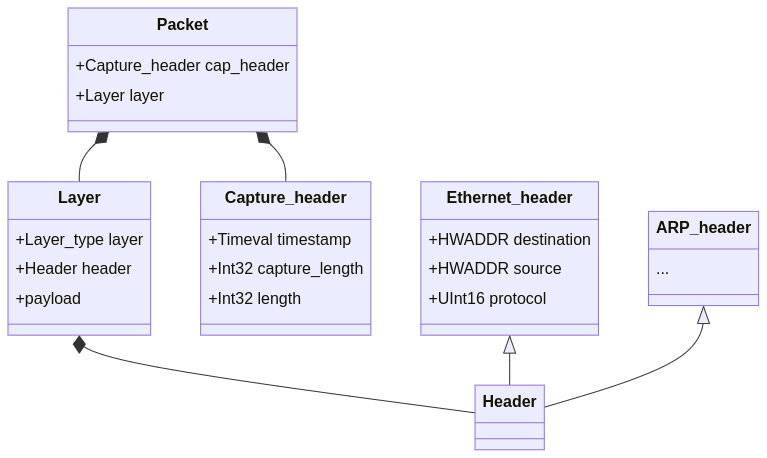 Packet
+Capture_header cap_header
+Layer layer
Layer
+Layer_type layer
+Header header
+payload
Capture_header
+Timeval timestamp
+Int32 capture_length
+Int32 length
Ethernet_header
+HWADDR destination
+HWADDR source
+UInt16 protocol
ARP_header
...
Header